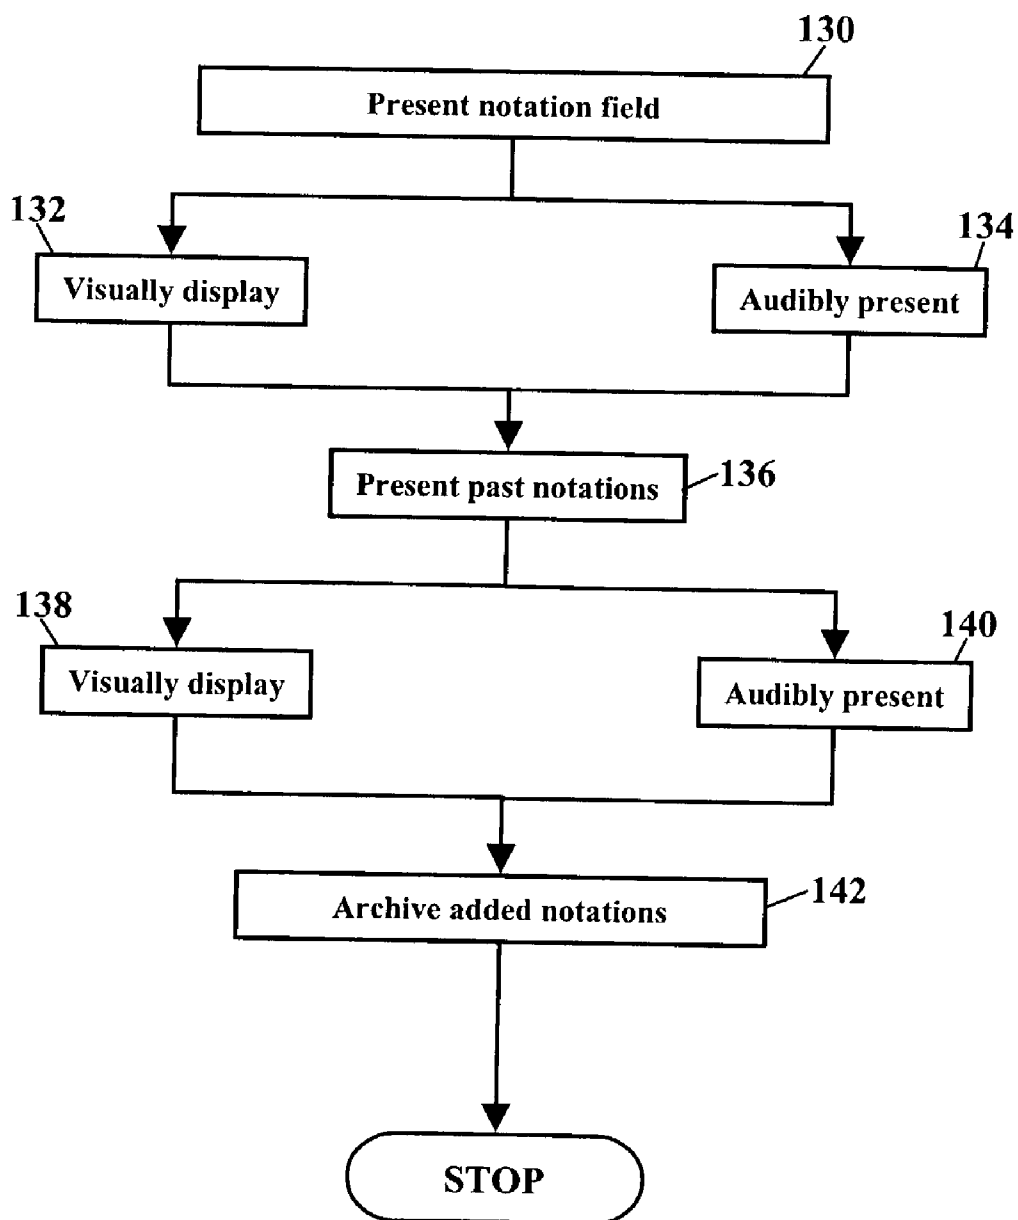 130
Present notation field
132
Visually display
134
Audibly present
Present past notations
136
138
Visually display
140
Audibly present
Archive added notations
142
STOP